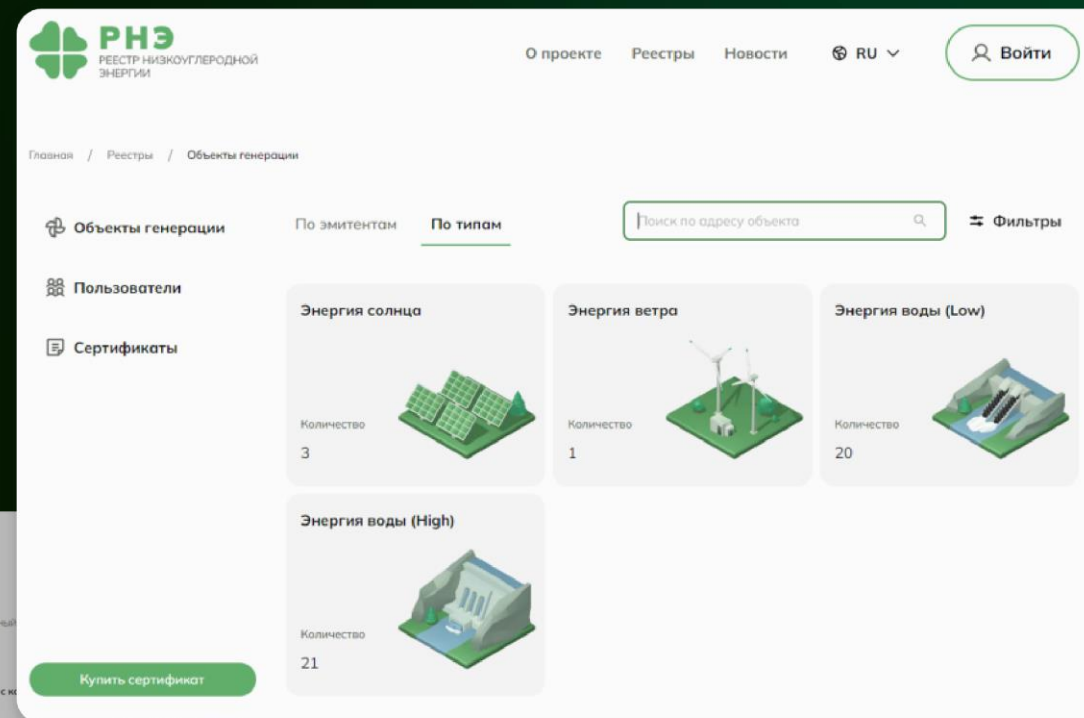 РНЭ
РЕЕСТР НИЗКОУГЛЕРОДНОЙ
ЭНЕРГИИ
О проекте Реестры Новости RU Войти
Главная / Реестры / Объекты генерации
Объекты генерации
Пользователи
Сертификаты
По эмитентам По типам
Поиск по адресу объекта
Фильтры
Энергия солнца
Количество
3
Энергия ветра
Количество
1
Энергия воды (Low)
Количество
20
Энергия воды (High)
Количество
21
Купить сертификат